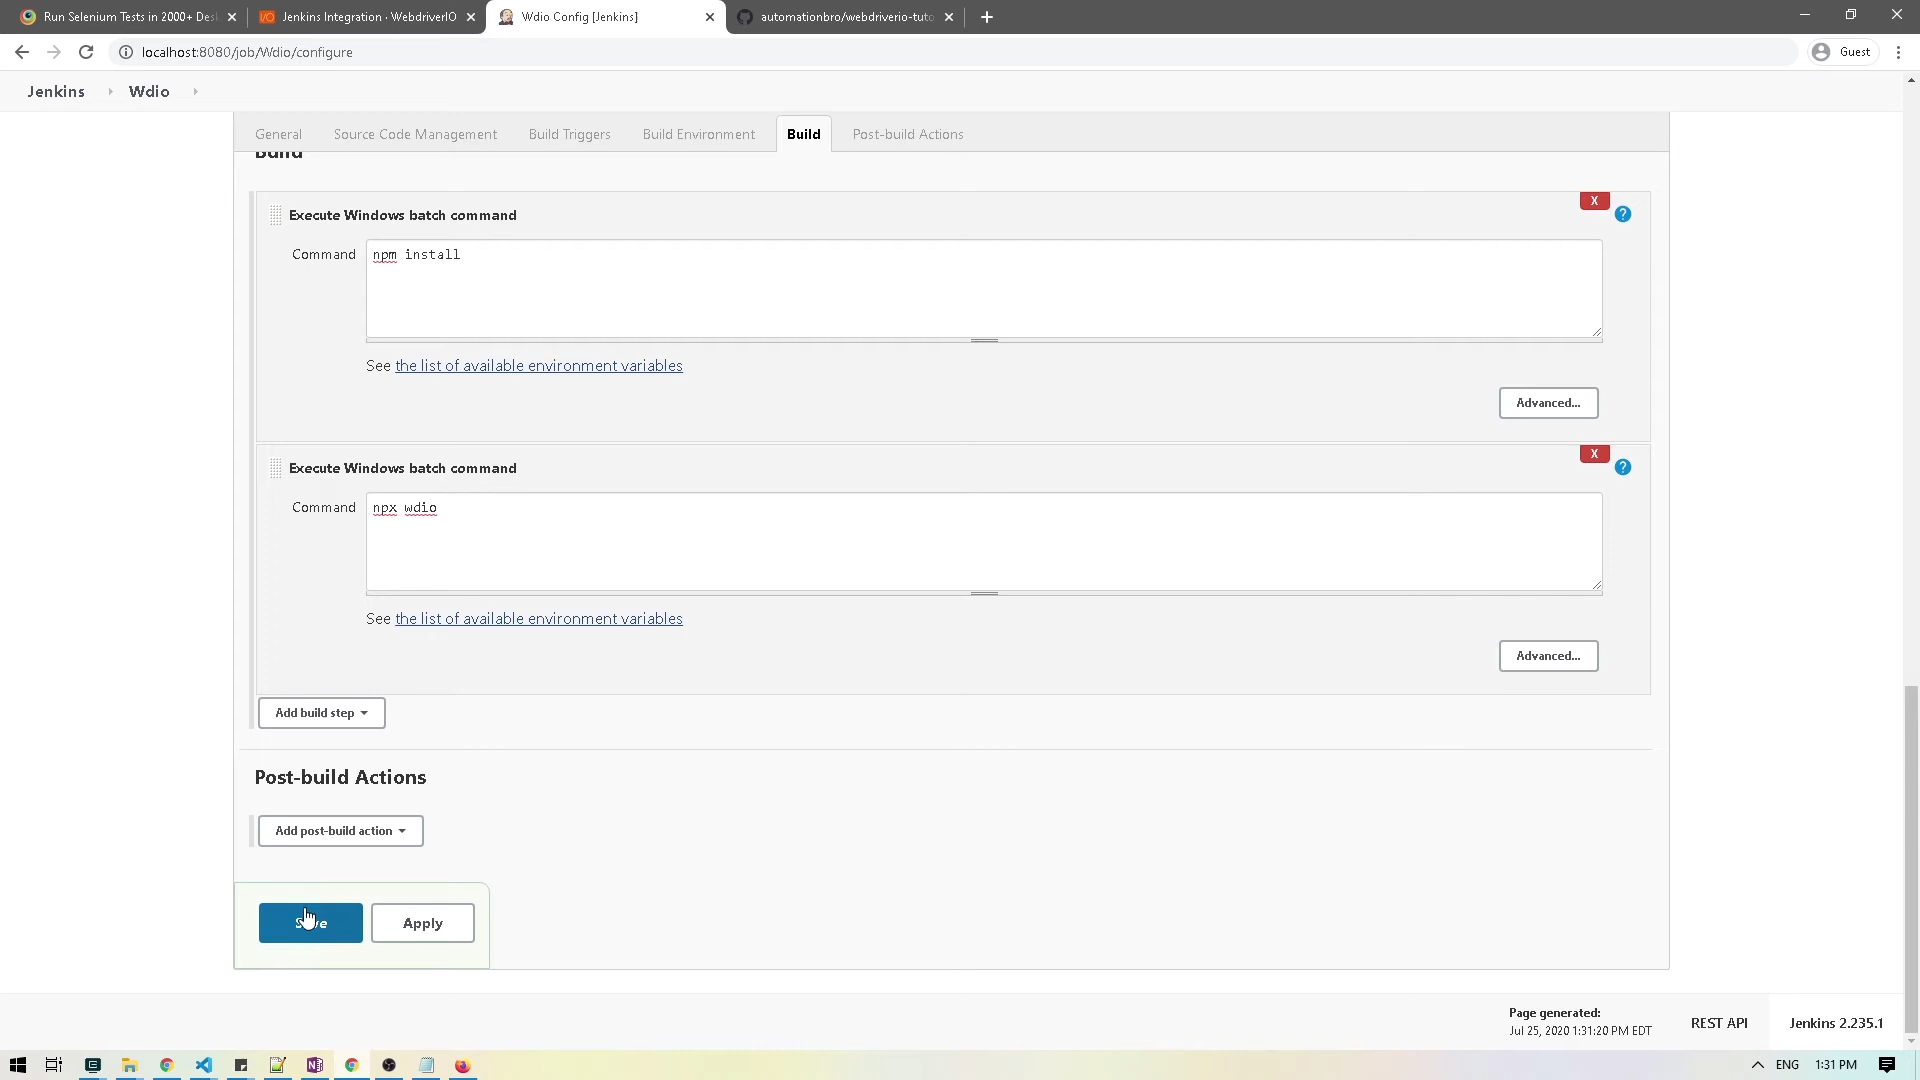 Run Selenium Tests in 2000+ Des
Jenkins Integration · WebdriverIO
Wdio Config [Jenkins]
automationbro/webdriverio-tuto
localhost:8080/job/Wdio/configure
Guest
Jenkins
Wdio
General
Source Code Management
Build Triggers
Build Environment
Build
Post-build Actions
Build
Execute Windows batch command
X
?
Command
npm install
See the list of available environment variables
Advanced...
Execute Windows batch command
X
?
Command
npx wdio
See the list of available environment variables
Advanced...
Add build step
Post-build Actions
Add post-build action
Save
Apply
Page generated:
Jul 25, 2020 1:31:20 PM EDT
REST API
Jenkins 2.235.1
ENG
1:31 PM